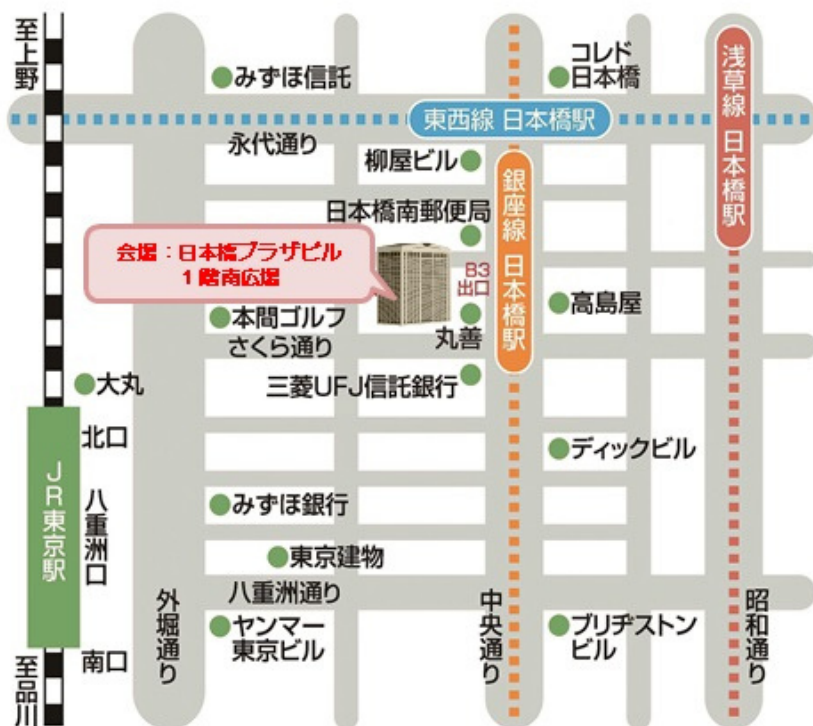 至上野
みずほ信託
コレド
日本橋
浅草線 日本橋駅
東西線 日本橋駅
永代通り
柳屋ビル
銀座線 日本橋駅
日本橋南郵便局
会場：日本橋プラザビル
１階南広場
B3
出口
高島屋
本間ゴルフ
丸善
さくら通り
大丸
三菱UFJ信託銀行
北口
ディックビル
JR東京駅
八重洲口
みずほ銀行
東京建物
八重洲通り
外堀通り
ヤンマー
東京ビル
中央通り
ブリヂストン
ビル
昭和通り
南口
至品川